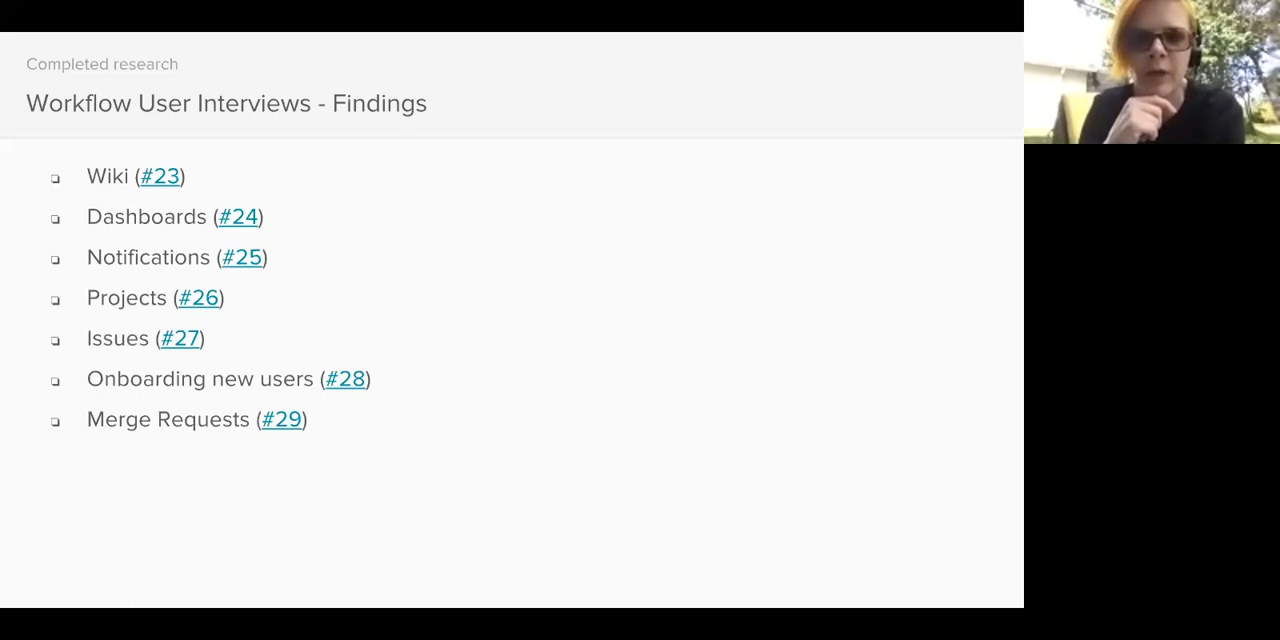 Completed research
Workflow User Interviews - Findings
Wiki (#23)
Dashboards (#24)
Notifications (#25)
Projects (#26)
Issues (#27)
Onboarding new users (#28)
Merge Requests (#29)